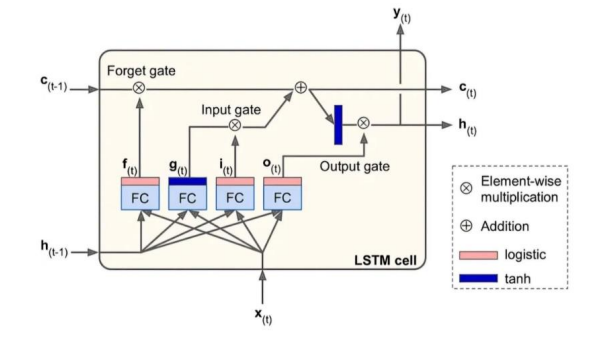 y(t)
c(t-1)
Forget gate
c(t)
Input gate
h(t)
f(t)
g(t)
i(t)
o(t)
Output gate
FC
FC
FC
FC
h(t-1)
LSTM cell
x(t)
Element-wise
multiplication
Addition
logistic
tanh